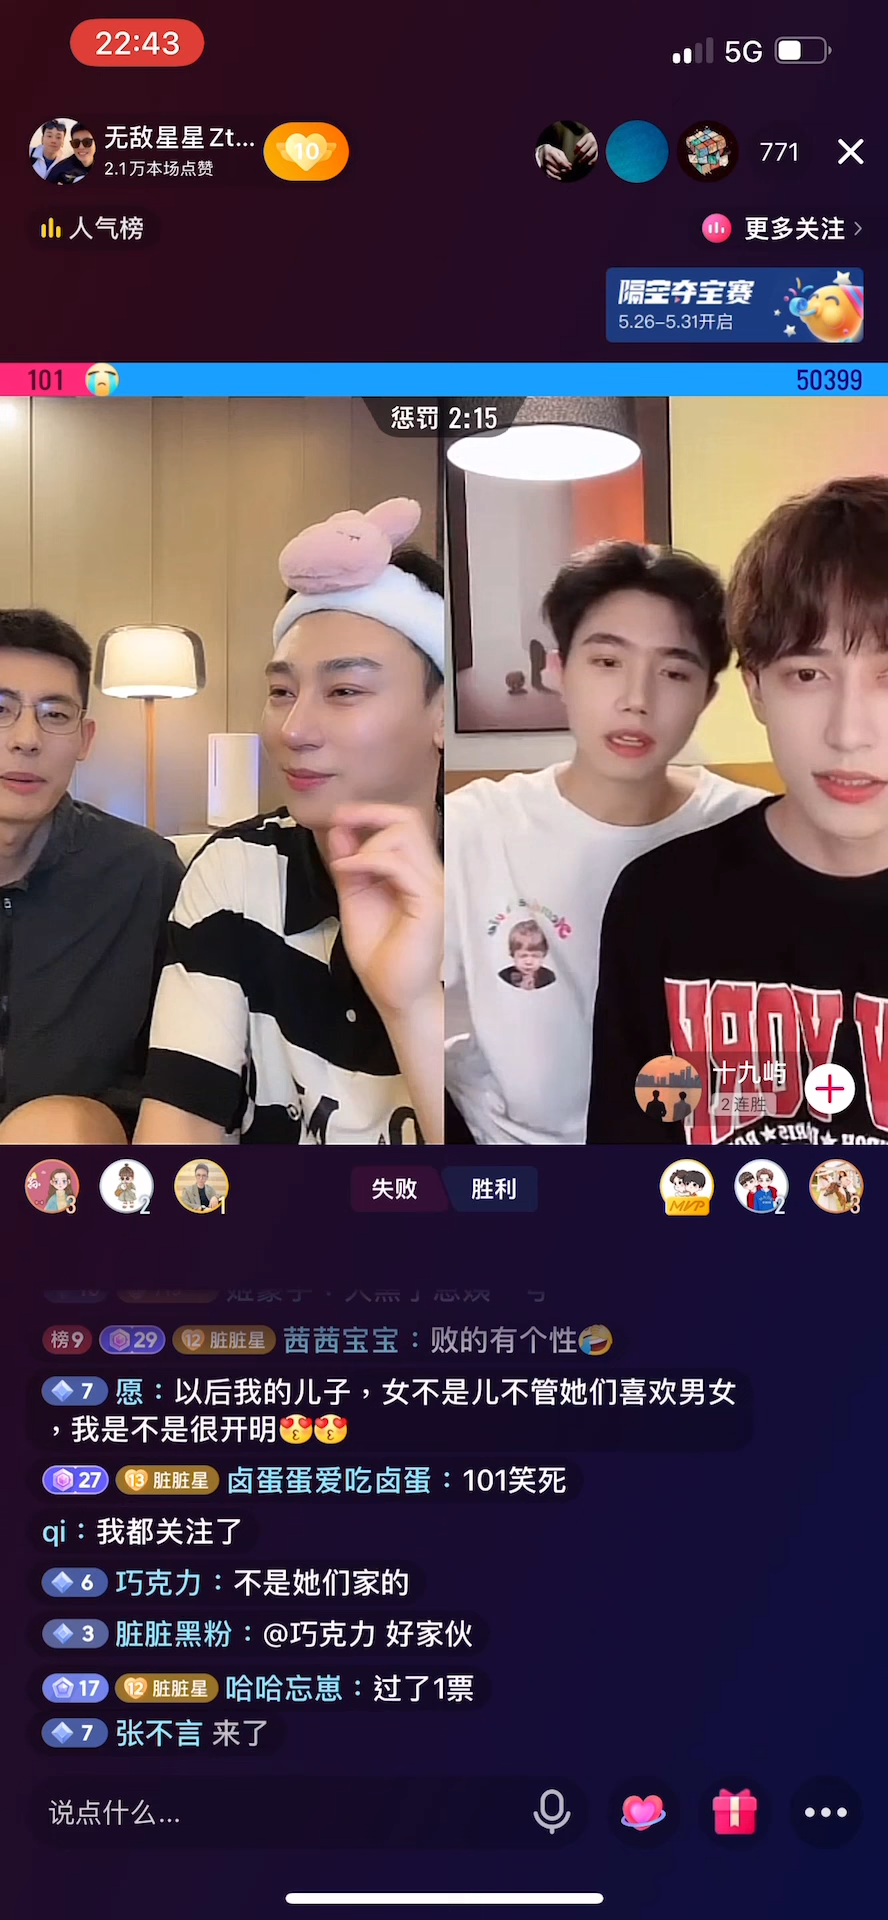 22:43
5G
无敌星星Zt...
2.1万本场点赞
10
771
人气榜
更多关注
隔空夺宝赛
5.26-5.31开启
101
50399
惩罚 2:15
十九屿
2连胜
3
2
1
失败
胜利
MVP
2
3
榜9 29 12 脏脏星 茜茜宝宝：败的有个性🤣
7 愿：以后我的儿子，女不是儿不管她们喜欢男女
，我是不是很开明😍😍
27 13 脏脏星 卤蛋蛋爱吃卤蛋：101笑死
qi：我都关注了
6 巧克力：不是她们家的
3 脏脏黑粉：@巧克力 好家伙
17 12 脏脏星 哈哈忘崽：过了1票
7 张不言 来了
说点什么...